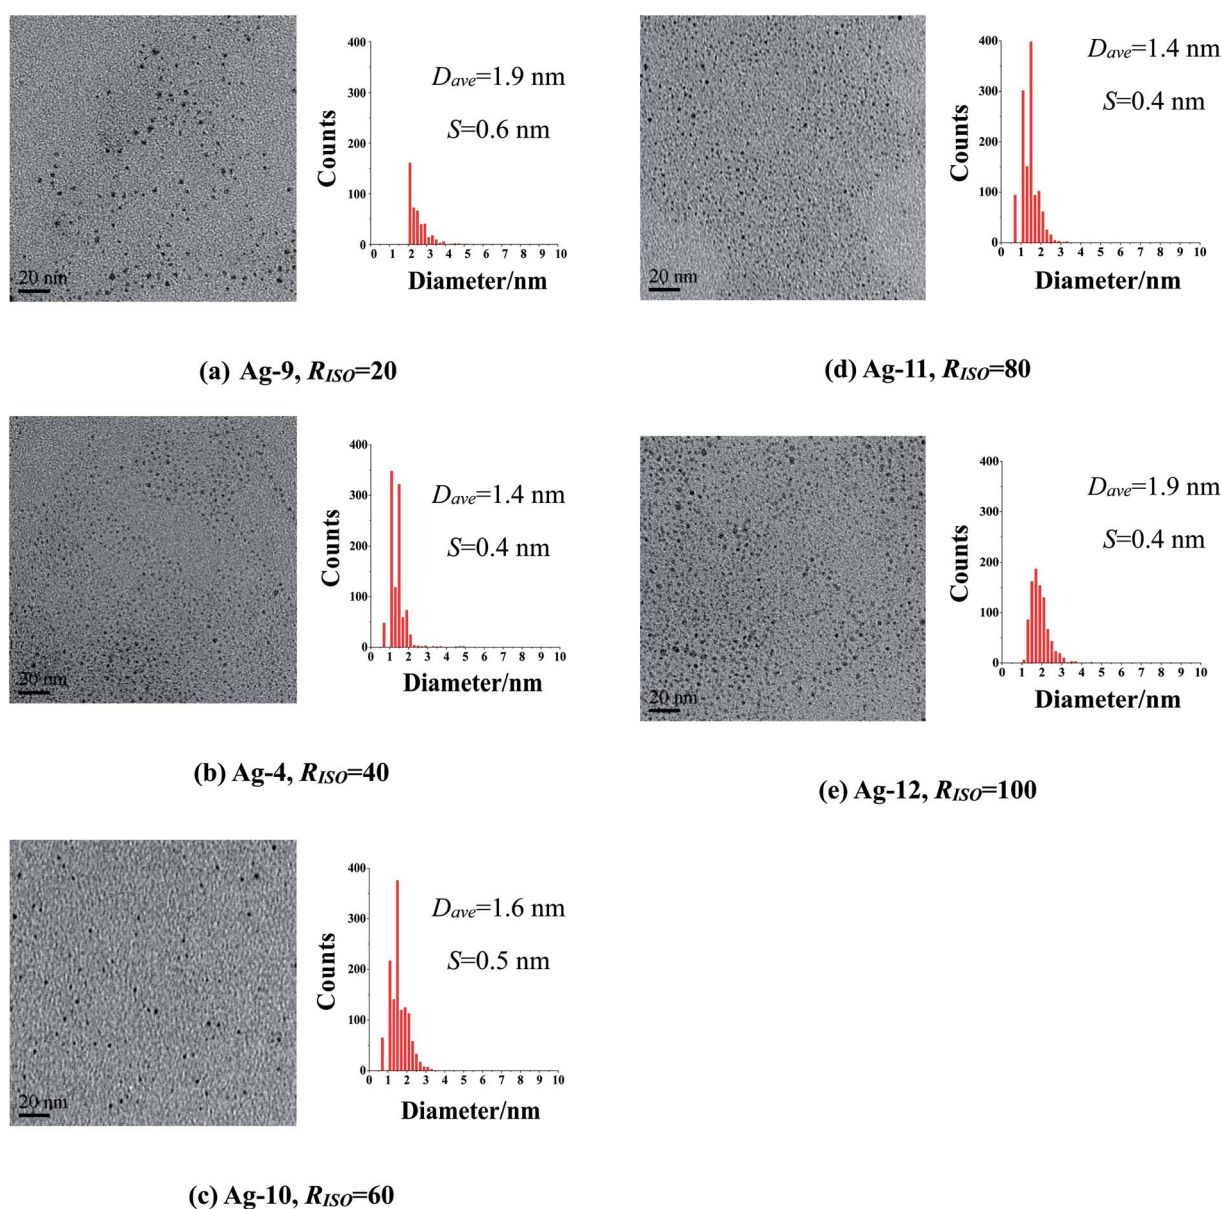 400
300
200
100
0
Counts
0 1 2 3 4 5 6 7 8 9 10
Diameter/nm
Dave=1.9 nm
S=0.6 nm
20 nm
(a) Ag-9, RISO=20
400
300
200
100
0
Counts
0 1 2 3 4 5 6 7 8 9 10
Diameter/nm
Dave=1.4 nm
S=0.4 nm
20 nm
(b) Ag-4, RISO=40
400
300
200
100
0
Counts
0 1 2 3 4 5 6 7 8 9 10
Diameter/nm
Dave=1.6 nm
S=0.5 nm
20 nm
(c) Ag-10, RISO=60
400
300
200
100
0
Counts
0 1 2 3 4 5 6 7 8 9 10
Diameter/nm
Dave=1.4 nm
S=0.4 nm
20 nm
(d) Ag-11, RISO=80
400
300
200
100
0
Counts
0 1 2 3 4 5 6 7 8 9 10
Diameter/nm
Dave=1.9 nm
S=0.4 nm
20 nm
(e) Ag-12, RISO=100